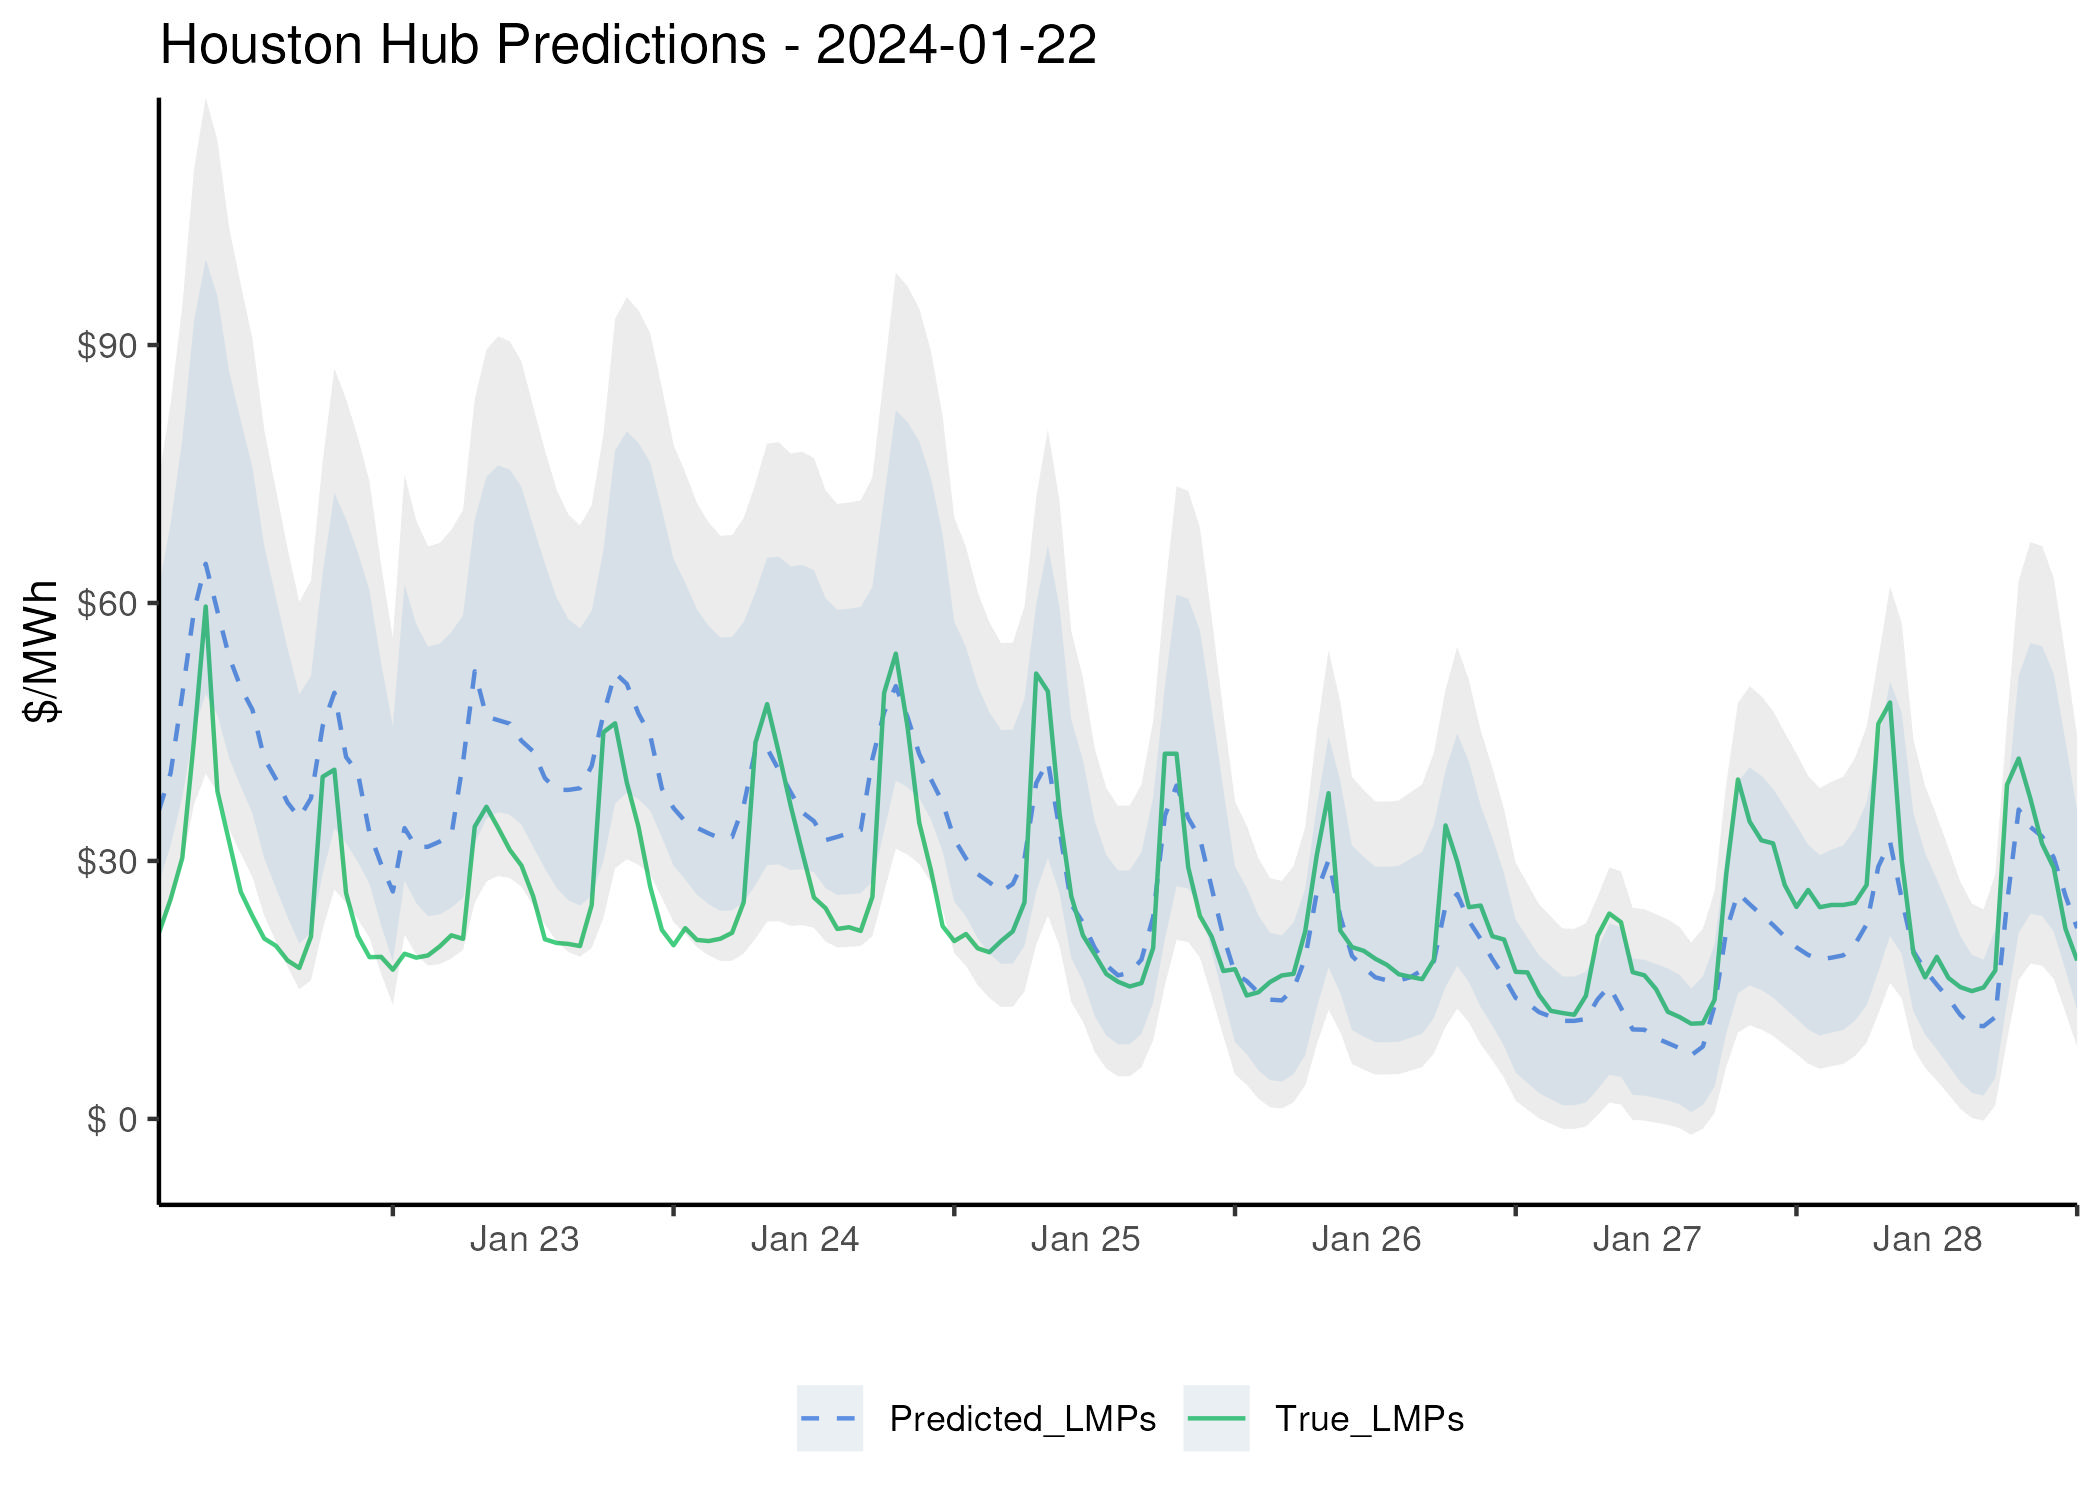 Houston Hub Predictions - 2024-01-22
$/MWh
$90
$60
$30
$ 0
Jan 23
Jan 24
Jan 25
Jan 26
Jan 27
Jan 28
Predicted_LMPs
True_LMPs